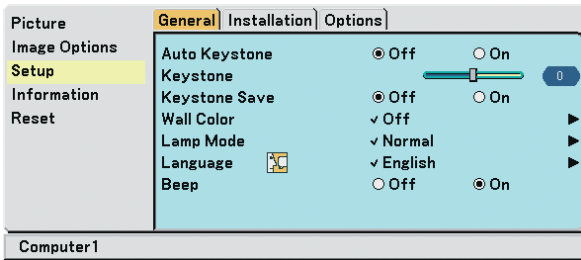 Picture
Image Options
Setup
Information
Reset
General Installation Options
Auto Keystone Off On
Keystone 0
Keystone Save Off On
Wall Color Off
Lamp Mode Normal
Language English
Beep Off On
Computer1